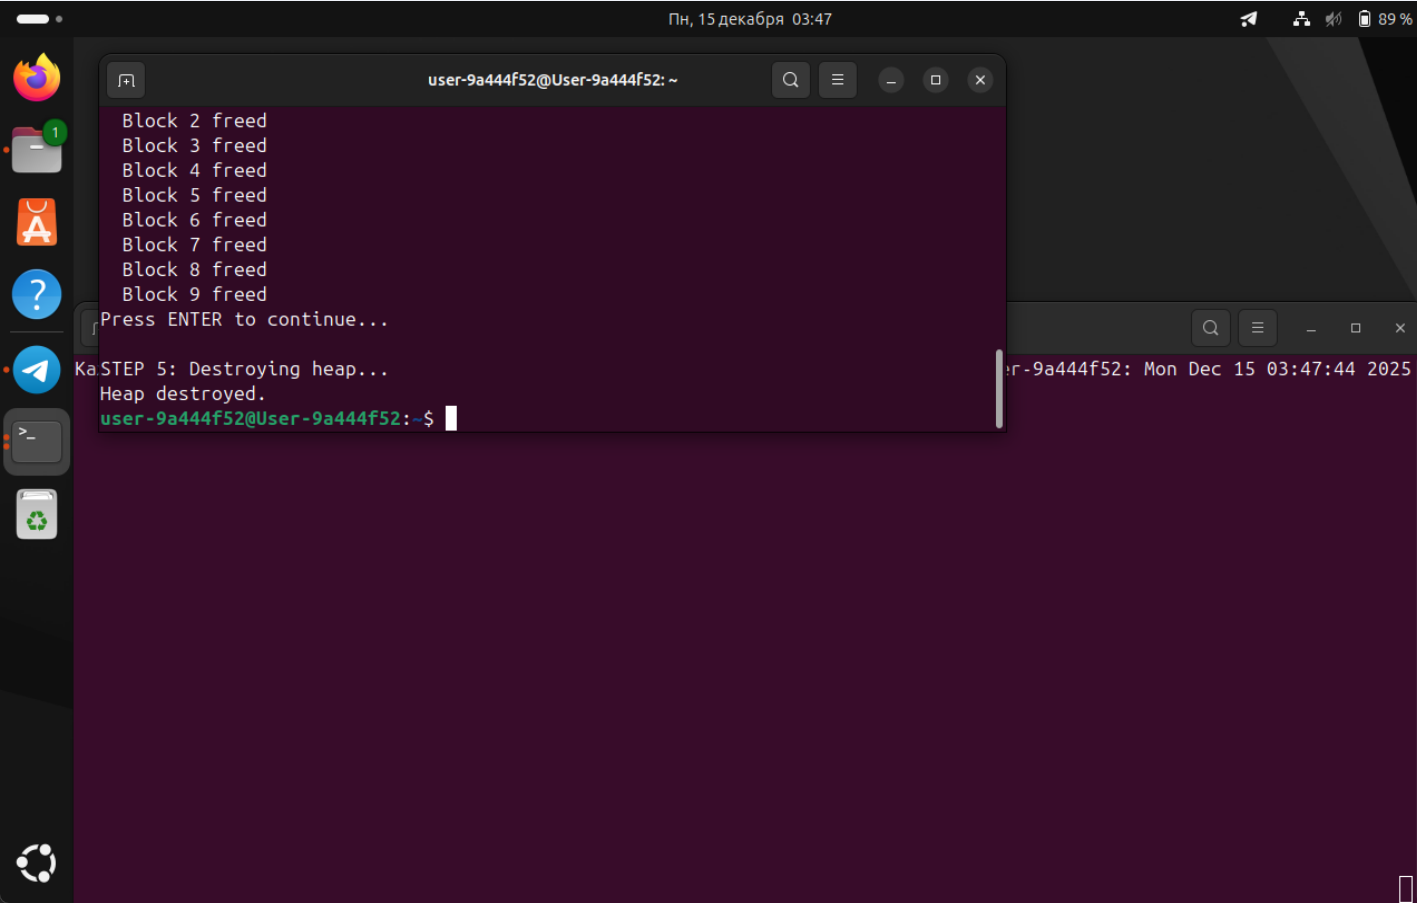 Пн, 15 декабря 03:47
89 %
user-9a444f52@User-9a444f52: ~
1
Block 2 freed
Block 3 freed
Block 4 freed
Block 5 freed
Block 6 freed
Block 7 freed
Block 8 freed
Block 9 freed
Press ENTER to continue...
STEP 5: Destroying heap...
Heap destroyed.
user-9a444f52@User-9a444f52:~$
Ка
r-9a444f52: Mon Dec 15 03:47:44 2025